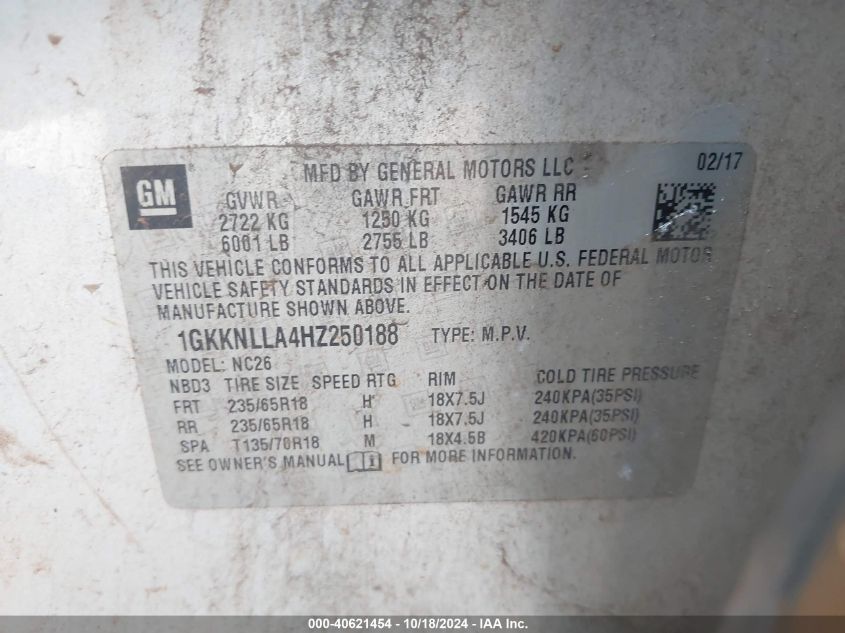 MFD BY GENERAL MOTORS LLC 02/17
GM
GVWR GAWR FRT GAWR RR
2722 KG 1250 KG 1545 KG
6001 LB 2755 LB 3406 LB
THIS VEHICLE CONFORMS TO ALL APPLICABLE U.S. FEDERAL MOTOR
VEHICLE SAFETY STANDARDS IN EFFECT ON THE DATE OF
MANUFACTURE SHOWN ABOVE.
1GKKNLLA4HZ250188 TYPE: M.P.V.
MODEL: NC26
NBD3 TIRE SIZE SPEED RTG RIM COLD TIRE PRESSURE
FRT 235/65R18 H 18X7.5J 240KPA(35PSI)
RR 235/65R18 H 18X7.5J 240KPA(35PSI)
SPA T135/70R18 M 18X4.5B 420KPA(60PSI)
SEE OWNER'S MANUAL FOR MORE INFORMATION.
000-40621454 - 10/18/2024 - IAA Inc.